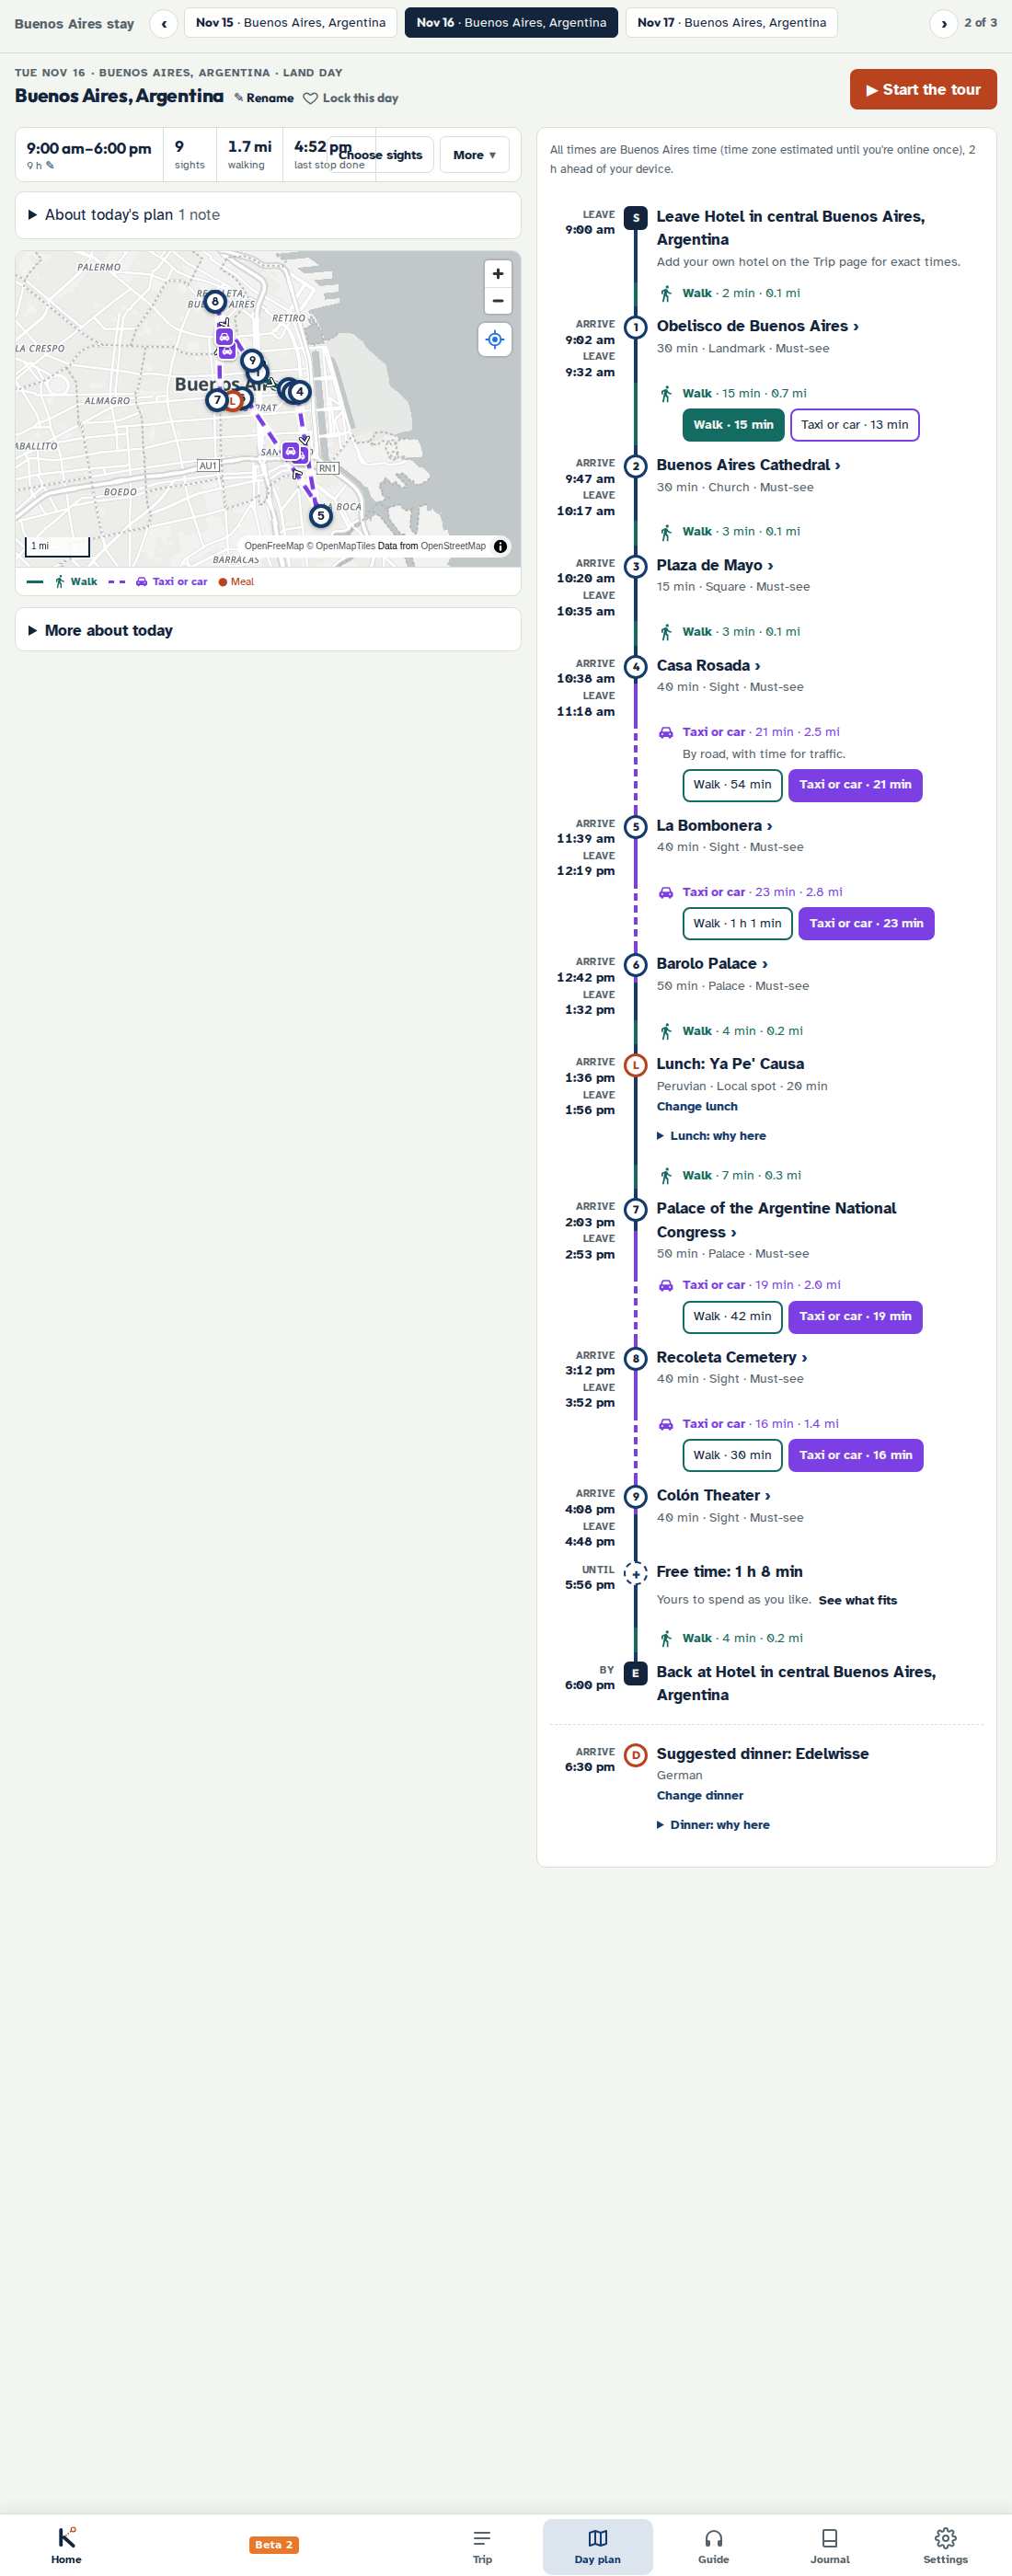 Buenos Aires stay
‹
Nov 15 · Buenos Aires, Argentina
Nov 16 · Buenos Aires, Argentina
Nov 17 · Buenos Aires, Argentina
›
2 of 3
TUE NOV 16 · BUENOS AIRES, ARGENTINA · LAND DAY
Buenos Aires, Argentina
✎ Rename
Lock this day
▶ Start the tour
9:00 am–6:00 pm
9 h ✎
9
sights
1.7 mi
walking
4:52 pm
last stop done
Choose sights
More ▾
▶ About today's plan 1 note
PALERMO
8
RETIRO
LA CRESPO
9
4
7
L
ALMAGRO
AU1
RN1
BOEDO
5
BOCA
1 mi
BARRACAS
+
−
OpenFreeMap © OpenMapTiles Data from OpenStreetMap
Walk
Taxi or car
Meal
▶ More about today
All times are Buenos Aires time (time zone estimated until you're online once), 2
h ahead of your device.
LEAVE
9:00 am
S
Leave Hotel in central Buenos Aires,
Argentina
Add your own hotel on the Trip page for exact times.
Walk · 2 min · 0.1 mi
ARRIVE
9:02 am
LEAVE
9:32 am
1
Obelisco de Buenos Aires ›
30 min · Landmark · Must-see
Walk · 15 min · 0.7 mi
Walk · 15 min
Taxi or car · 13 min
ARRIVE
9:47 am
LEAVE
10:17 am
2
Buenos Aires Cathedral ›
30 min · Church · Must-see
Walk · 3 min · 0.1 mi
ARRIVE
10:20 am
LEAVE
10:35 am
3
Plaza de Mayo ›
15 min · Square · Must-see
Walk · 3 min · 0.1 mi
ARRIVE
10:38 am
LEAVE
11:18 am
4
Casa Rosada ›
40 min · Sight · Must-see
Taxi or car · 21 min · 2.5 mi
By road, with time for traffic.
Walk · 54 min
Taxi or car · 21 min
ARRIVE
11:39 am
LEAVE
12:19 pm
5
La Bombonera ›
40 min · Sight · Must-see
Taxi or car · 23 min · 2.8 mi
Walk · 1 h 1 min
Taxi or car · 23 min
ARRIVE
12:42 pm
LEAVE
1:32 pm
6
Barolo Palace ›
50 min · Palace · Must-see
Walk · 4 min · 0.2 mi
ARRIVE
1:36 pm
LEAVE
1:56 pm
L
Lunch: Ya Pe' Causa
Peruvian · Local spot · 20 min
Change lunch
▶ Lunch: why here
Walk · 7 min · 0.3 mi
ARRIVE
2:03 pm
LEAVE
2:53 pm
7
Palace of the Argentine National
Congress ›
50 min · Palace · Must-see
Taxi or car · 19 min · 2.0 mi
Walk · 42 min
Taxi or car · 19 min
ARRIVE
3:12 pm
LEAVE
3:52 pm
8
Recoleta Cemetery ›
40 min · Sight · Must-see
Taxi or car · 16 min · 1.4 mi
Walk · 30 min
Taxi or car · 16 min
ARRIVE
4:08 pm
LEAVE
4:48 pm
9
Colón Theater ›
40 min · Sight · Must-see
UNTIL
5:56 pm
+
Free time: 1 h 8 min
Yours to spend as you like. See what fits
Walk · 4 min · 0.2 mi
BY
6:00 pm
E
Back at Hotel in central Buenos Aires,
Argentina
ARRIVE
6:30 pm
D
Suggested dinner: Edelwisse
German
Change dinner
▶ Dinner: why here
Home
Beta 2
Trip
Day plan
Guide
Journal
Settings